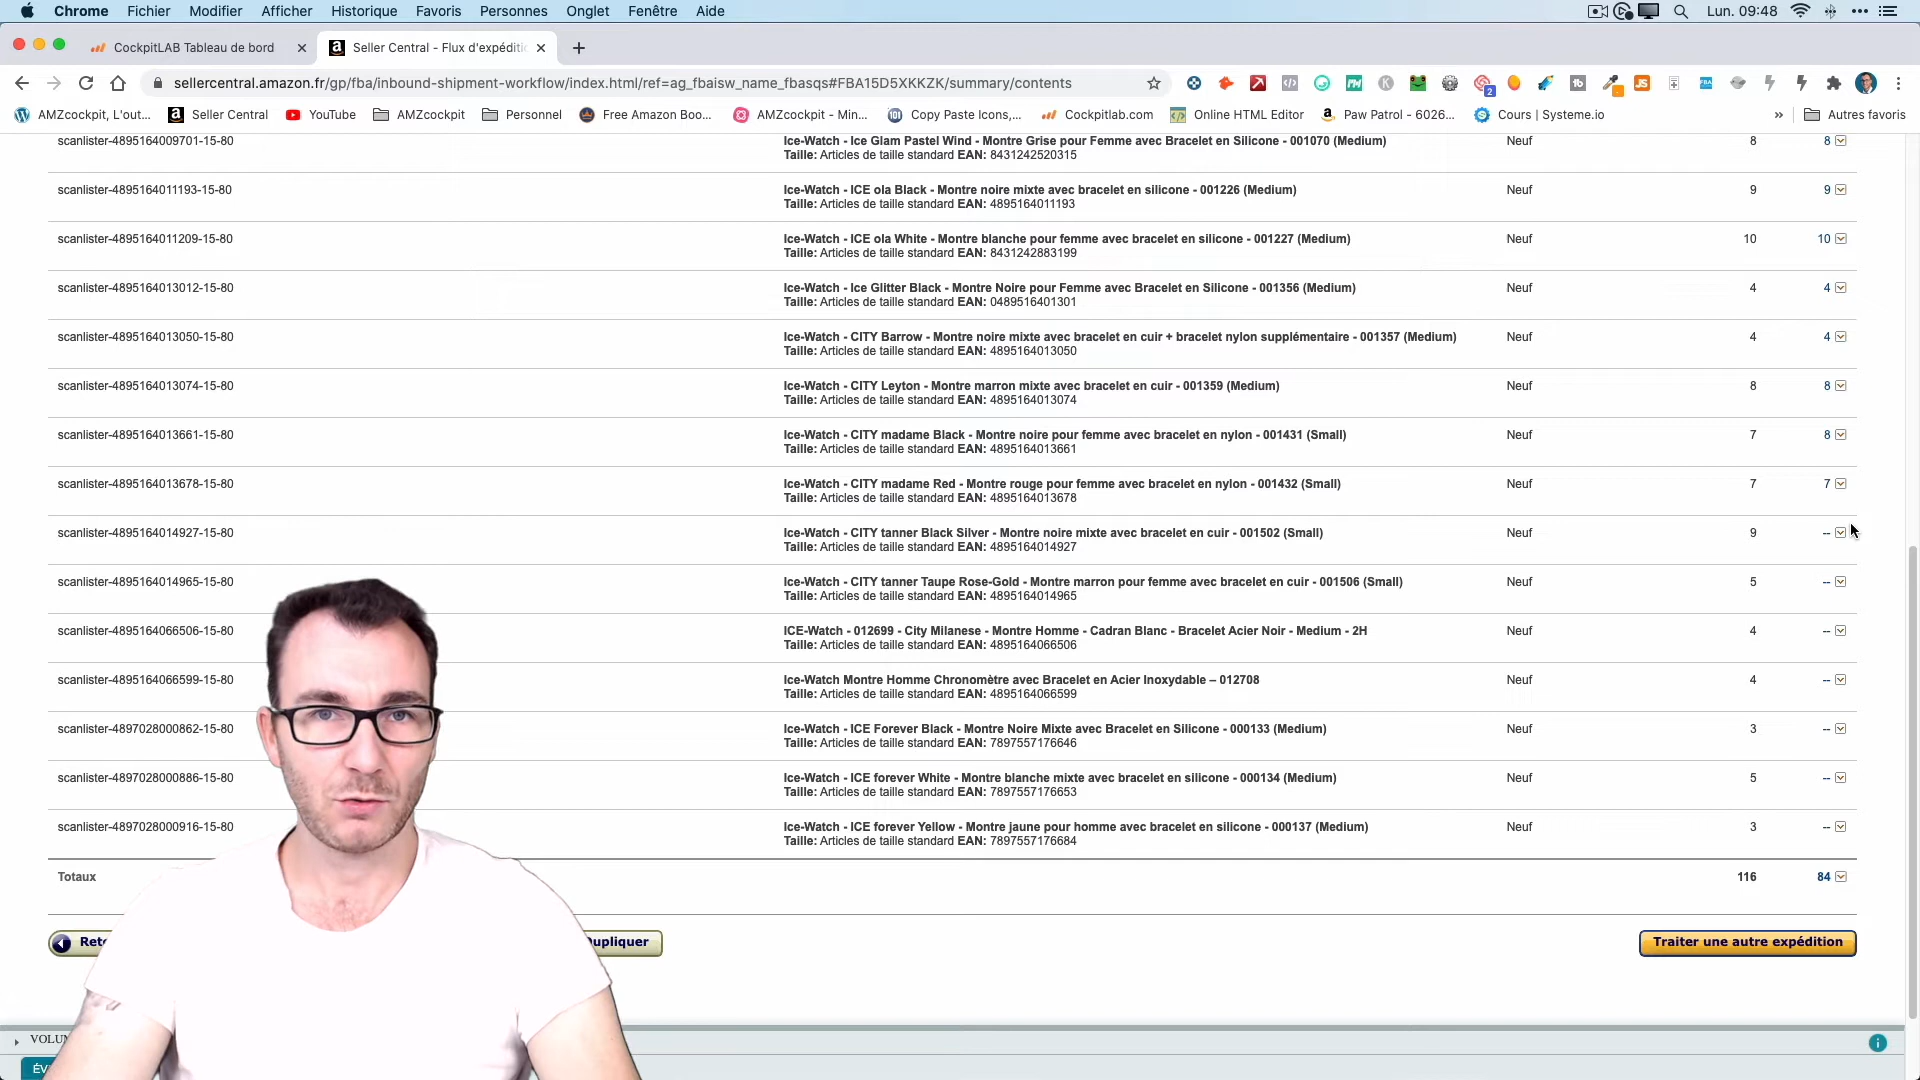 Chrome Fichier Modifier Afficher Historique Favoris Personnes Onglet Fenêtre Aide Lun. 09:48
CockpitLAB Tableau de bord Seller Central - Flux d'expéditi
sellercentral.amazon.fr/gp/fba/inbound-shipment-workflow/index.html/ref=ag_fbaisw_name_fbasqs#FBA15D5XKKZK/summary/contents
AMZcockpit, L'out... Seller Central YouTube AMZcockpit Personnel Free Amazon Boo... AMZcockpit - Min... Copy Paste Icons,... Cockpitlab.com Online HTML Editor Paw Patrol - 6026... Cours | Systeme.io » Autres favoris
scanlister-4895164009701-15-80 Ice-Watch - Ice Glam Pastel Wind - Montre Grise pour Femme avec Bracelet en Silicone - 001070 (Medium) Neuf 8 8
Taille: Articles de taille standard EAN: 8431242520315
scanlister-4895164011193-15-80 Ice-Watch - ICE ola Black - Montre noire mixte avec bracelet en silicone - 001226 (Medium) Neuf 9 9
Taille: Articles de taille standard EAN: 4895164011193
scanlister-4895164011209-15-80 Ice-Watch - ICE ola White - Montre blanche pour femme avec bracelet en silicone - 001227 (Medium) Neuf 10 10
Taille: Articles de taille standard EAN: 8431242883199
scanlister-4895164013012-15-80 Ice-Watch - Ice Glitter Black - Montre Noire pour Femme avec Bracelet en Silicone - 001356 (Medium) Neuf 4 4
Taille: Articles de taille standard EAN: 0489516401301
scanlister-4895164013050-15-80 Ice-Watch - CITY Barrow - Montre noire mixte avec bracelet en cuir + bracelet nylon supplémentaire - 001357 (Medium) Neuf 4 4
Taille: Articles de taille standard EAN: 4895164013050
scanlister-4895164013074-15-80 Ice-Watch - CITY Leyton - Montre marron mixte avec bracelet en cuir - 001359 (Medium) Neuf 8 8
Taille: Articles de taille standard EAN: 4895164013074
scanlister-4895164013661-15-80 Ice-Watch - CITY madame Black - Montre noire pour femme avec bracelet en nylon - 001431 (Small) Neuf 7 8
Taille: Articles de taille standard EAN: 4895164013661
scanlister-4895164013678-15-80 Ice-Watch - CITY madame Red - Montre rouge pour femme avec bracelet en nylon - 001432 (Small) Neuf 7 7
Taille: Articles de taille standard EAN: 4895164013678
scanlister-4895164014927-15-80 Ice-Watch - CITY tanner Black Silver - Montre noire mixte avec bracelet en cuir - 001502 (Small) Neuf 9 --
Taille: Articles de taille standard EAN: 4895164014927
scanlister-4895164014965-15-80 Ice-Watch - CITY tanner Taupe Rose-Gold - Montre marron pour femme avec bracelet en cuir - 001506 (Small) Neuf 5 --
Taille: Articles de taille standard EAN: 4895164014965
scanlister-4895164066506-15-80 ICE-Watch - 012699 - City Milanese - Montre Homme - Cadran Blanc - Bracelet Acier Noir - Medium - 2H Neuf 4 --
Taille: Articles de taille standard EAN: 4895164066506
scanlister-4895164066599-15-80 Ice-Watch Montre Homme Chronomètre avec Bracelet en Acier Inoxydable – 012708 Neuf 4 --
Taille: Articles de taille standard EAN: 4895164066599
scanlister-4897028000862-15-80 Ice-Watch - ICE Forever Black - Montre Noire Mixte avec Bracelet en Silicone - 000133 (Medium) Neuf 3 --
Taille: Articles de taille standard EAN: 7897557176646
scanlister-4897028000886-15-80 Ice-Watch - ICE forever White - Montre blanche mixte avec bracelet en silicone - 000134 (Medium) Neuf 5 --
Taille: Articles de taille standard EAN: 7897557176653
scanlister-4897028000916-15-80 Ice-Watch - ICE forever Yellow - Montre jaune pour homme avec bracelet en silicone - 000137 (Medium) Neuf 3 --
Taille: Articles de taille standard EAN: 7897557176684
Totaux 116 84
Reto upliquer Traiter une autre expédition
VOLUM
ÉV